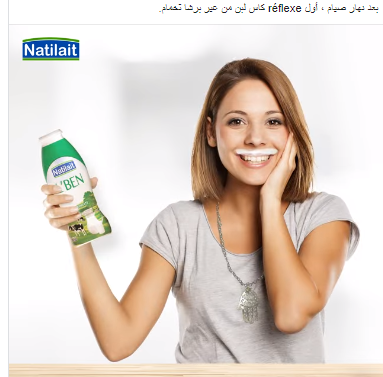 بعد نهار صيام ، أول réflexe كاس لبن من غير برشا تخمام.
Natilait
Natilait
L'BEN